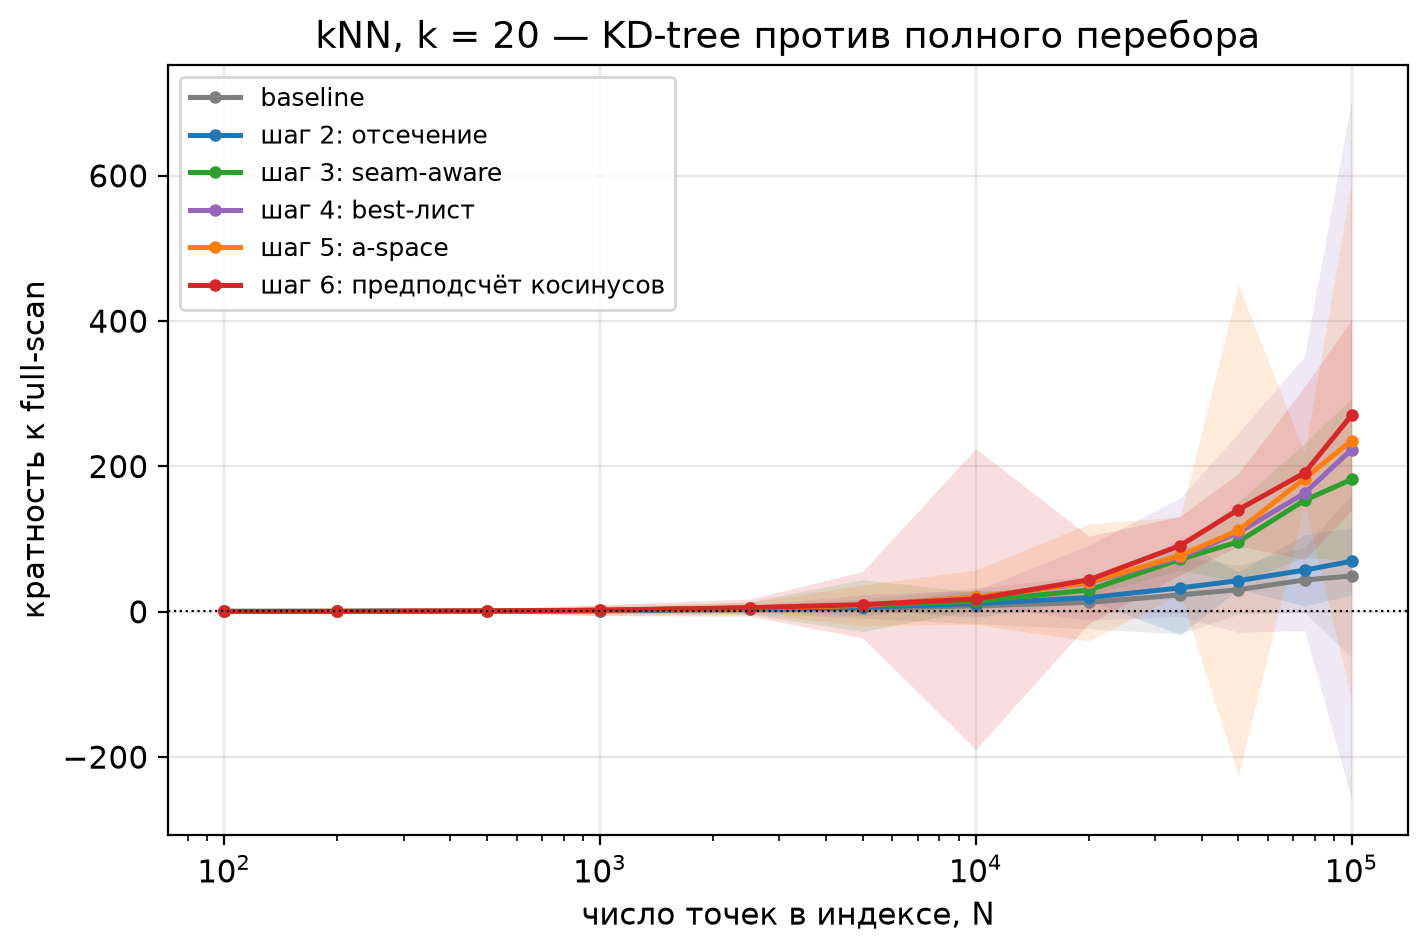 kNN, k = 20 — KD-tree против полного перебора
baseline
шаг 2: отсечение
шаг 3: seam-aware
шаг 4: best-лист
шаг 5: a-space
шаг 6: предподсчёт косинусов
кратность к full-scan
600
400
200
0
−200
10² 10³ 10⁴ 10⁵
число точек в индексе, N